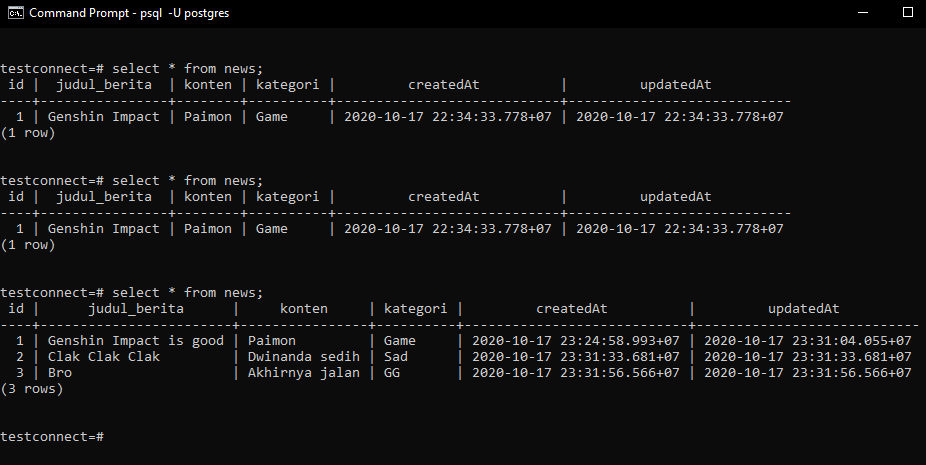 Command Prompt - psql  -U postgres
testconnect=# select * from news;
 id |  judul_berita  | konten | kategori |         createdAt          |         updatedAt
----+----------------+--------+----------+----------------------------+----------------------------
  1 | Genshin Impact | Paimon | Game     | 2020-10-17 22:34:33.778+07 | 2020-10-17 22:34:33.778+07
(1 row)
testconnect=# select * from news;
 id |  judul_berita  | konten | kategori |         createdAt          |         updatedAt
----+----------------+--------+----------+----------------------------+----------------------------
  1 | Genshin Impact | Paimon | Game     | 2020-10-17 22:34:33.778+07 | 2020-10-17 22:34:33.778+07
(1 row)
testconnect=# select * from news;
 id |      judul_berita      |     konten     | kategori |         createdAt          |         updatedAt
----+------------------------+----------------+----------+----------------------------+----------------------------
  1 | Genshin Impact is good | Paimon         | Game     | 2020-10-17 23:24:58.993+07 | 2020-10-17 23:31:04.055+07
  2 | Clak Clak Clak         | Dwinanda sedih | Sad      | 2020-10-17 23:31:33.681+07 | 2020-10-17 23:31:33.681+07
  3 | Bro                    | Akhirnya jalan | GG       | 2020-10-17 23:31:56.566+07 | 2020-10-17 23:31:56.566+07
(3 rows)
testconnect=#